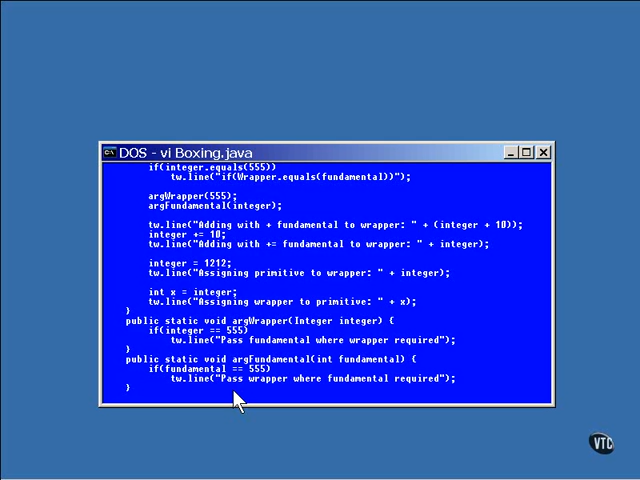 DOS - vi Boxing.java
if(integer.equals(555))
tw.line("if(Wrapper.equals(fundamental))");
argWrapper(555);
argFundamental(integer);
tw.line("Adding with + fundamental to wrapper: " + (integer + 10));
integer += 10;
tw.line("Adding with += fundamental to wrapper: " + integer);
integer = 1212;
tw.line("Assigning primitive to wrapper: " + integer);
int x = integer;
tw.line("Assigning wrapper to primitive: " + x);
}
public static void argWrapper(Integer integer) {
if(integer == 555)
tw.line("Pass fundamental where wrapper required");
}
public static void argFundamental(int fundamental) {
if(fundamental == 555)
tw.line("Pass wrapper where fundamental required");
}
VTC